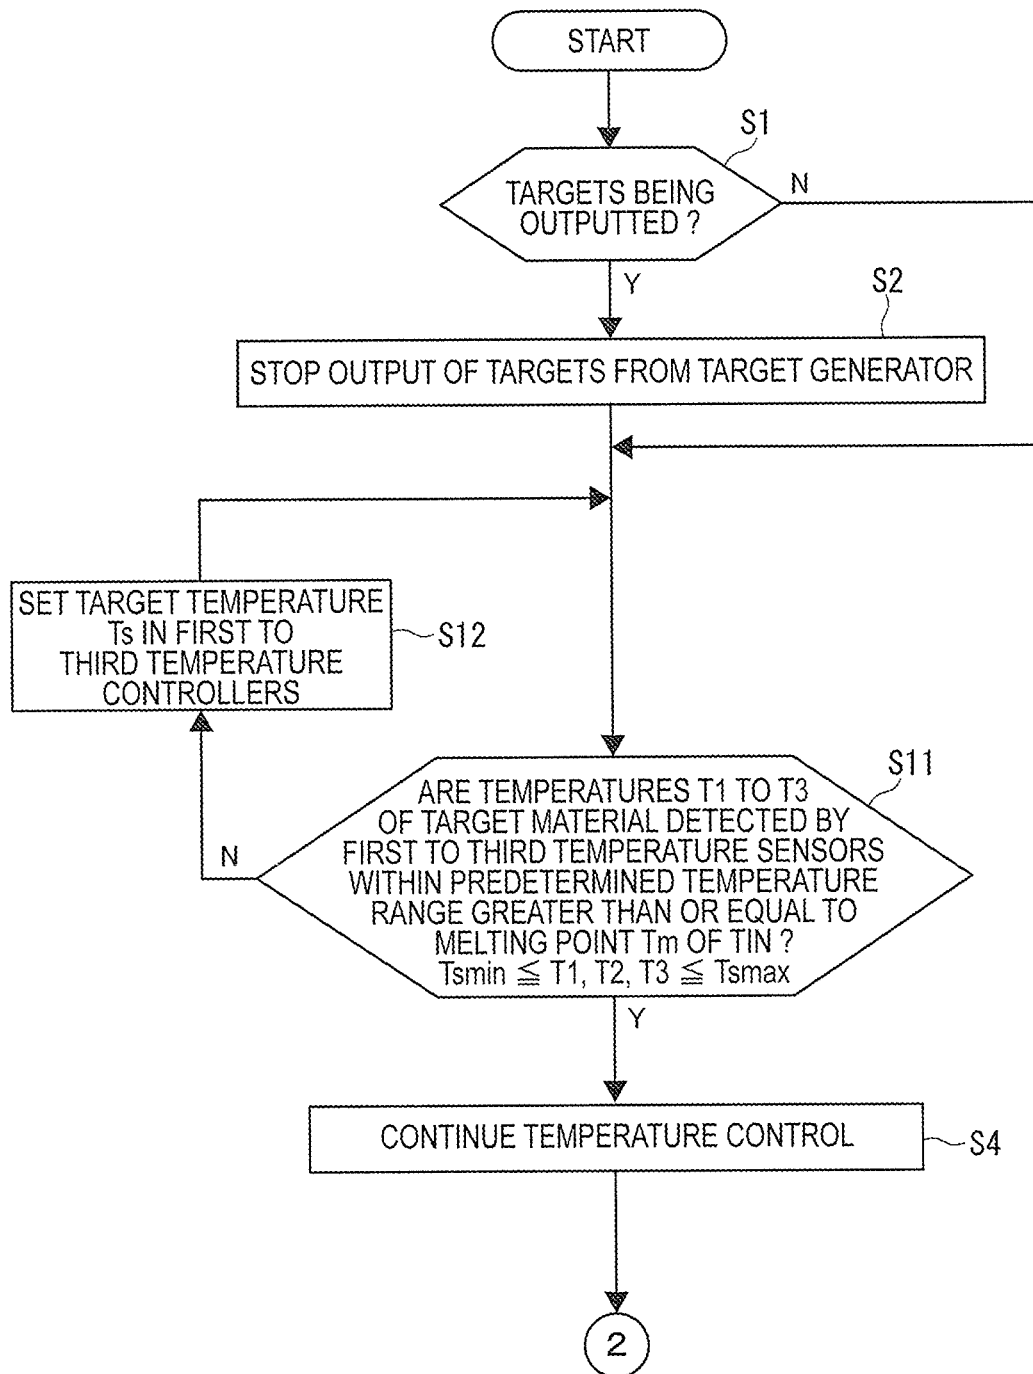 START
S1
TARGETS BEING
OUTPUTTED ?
N
Y
S2
STOP OUTPUT OF TARGETS FROM TARGET GENERATOR
SET TARGET TEMPERATURE
Ts IN FIRST TO
THIRD TEMPERATURE
CONTROLLERS
S12
S11
ARE TEMPERATURES T1 TO T3
OF TARGET MATERIAL DETECTED BY
FIRST TO THIRD TEMPERATURE SENSORS
WITHIN PREDETERMINED TEMPERATURE
RANGE GREATER THAN OR EQUAL TO
MELTING POINT Tm OF TIN ?
Tsmin ≦ T1, T2, T3 ≦ Tsmax
N
Y
CONTINUE TEMPERATURE CONTROL
S4
2